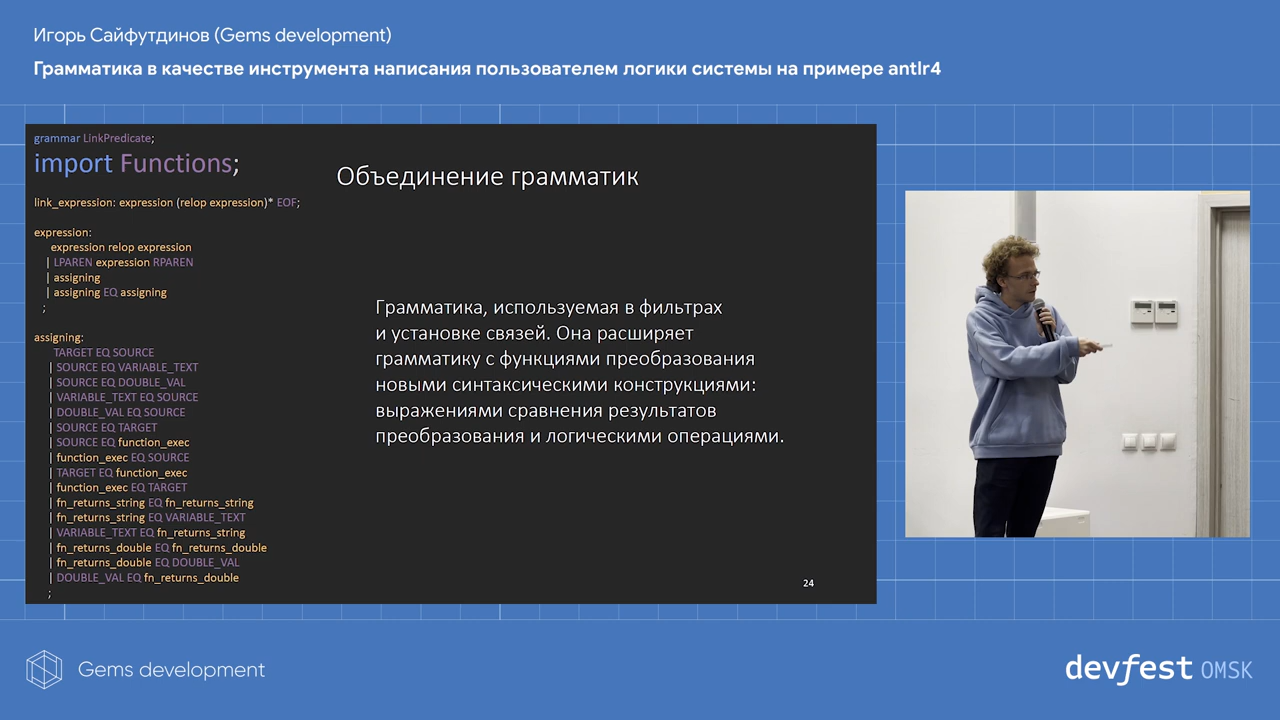 Игорь Сайфутдинов (Gems development)
Грамматика в качестве инструмента написания пользователем логики системы на примере antlr4
grammar LinkPredicate;
import Functions;
link_expression: expression (relop expression)* EOF;
expression:
expression relop expression
| LPAREN expression RPAREN
| assigning
| assigning EQ assigning
;
assigning:
TARGET EQ SOURCE
| SOURCE EQ VARIABLE_TEXT
| SOURCE EQ DOUBLE_VAL
| VARIABLE_TEXT EQ SOURCE
| DOUBLE_VAL EQ SOURCE
| SOURCE EQ TARGET
| SOURCE EQ function_exec
| function_exec EQ SOURCE
| TARGET EQ function_exec
| function_exec EQ TARGET
| fn_returns_string EQ fn_returns_string
| fn_returns_string EQ VARIABLE_TEXT
| VARIABLE_TEXT EQ fn_returns_string
| fn_returns_double EQ fn_returns_double
| fn_returns_double EQ DOUBLE_VAL
| DOUBLE_VAL EQ fn_returns_double
;
Объединение грамматик
Грамматика, используемая в фильтрах
и установке связей. Она расширяет
грамматику с функциями преобразования
новыми синтаксическими конструкциями:
выражениями сравнения результатов
преобразования и логическими операциями.
24
Gems development
devfest OMSK